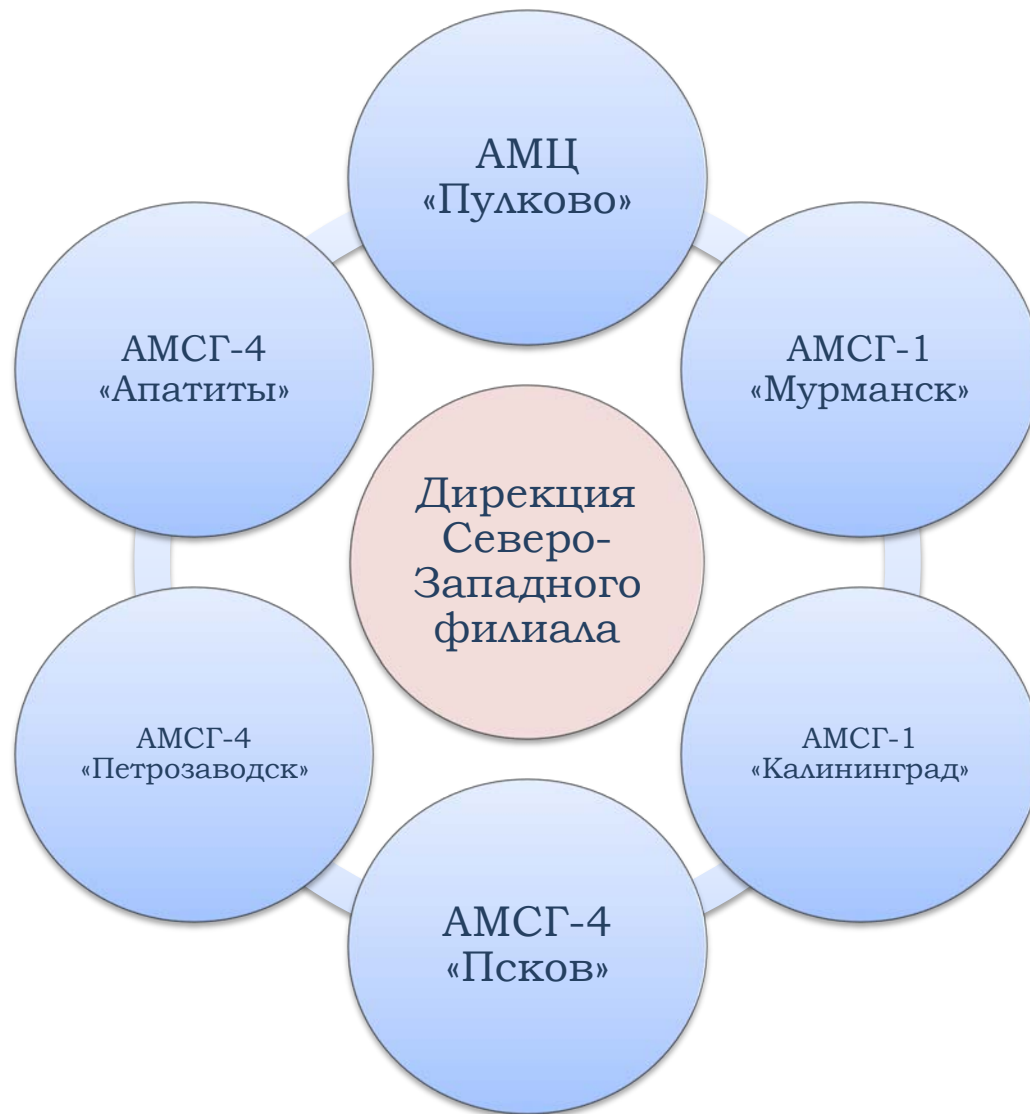 АМЦ
«Пулково»
АМСГ-4
«Апатиты»
АМСГ-1
«Мурманск»
Дирекция
Северо-
Западного
филиала
АМСГ-4
«Петрозаводск»
АМСГ-1
«Калининград»
АМСГ-4
«Псков»